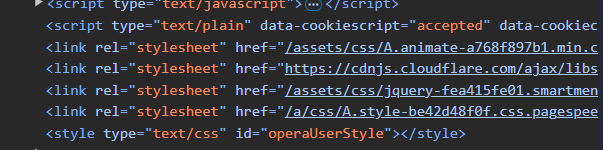 <script type="text/javascript">…</script>
<script type="text/plain" data-cookiescript="accepted" data-cookiec
<link rel="stylesheet" href="/assets/css/A.animate-a768f897b1.min.c
<link rel="stylesheet" href="https://cdnjs.cloudflare.com/ajax/libs
<link rel="stylesheet" href="/assets/css/jquery-fea415fe01.smartmen
<link rel="stylesheet" href="/a/css/A.style-be42d48f0f.css.pagespee
<style type="text/css" id="operaUserStyle"></style>